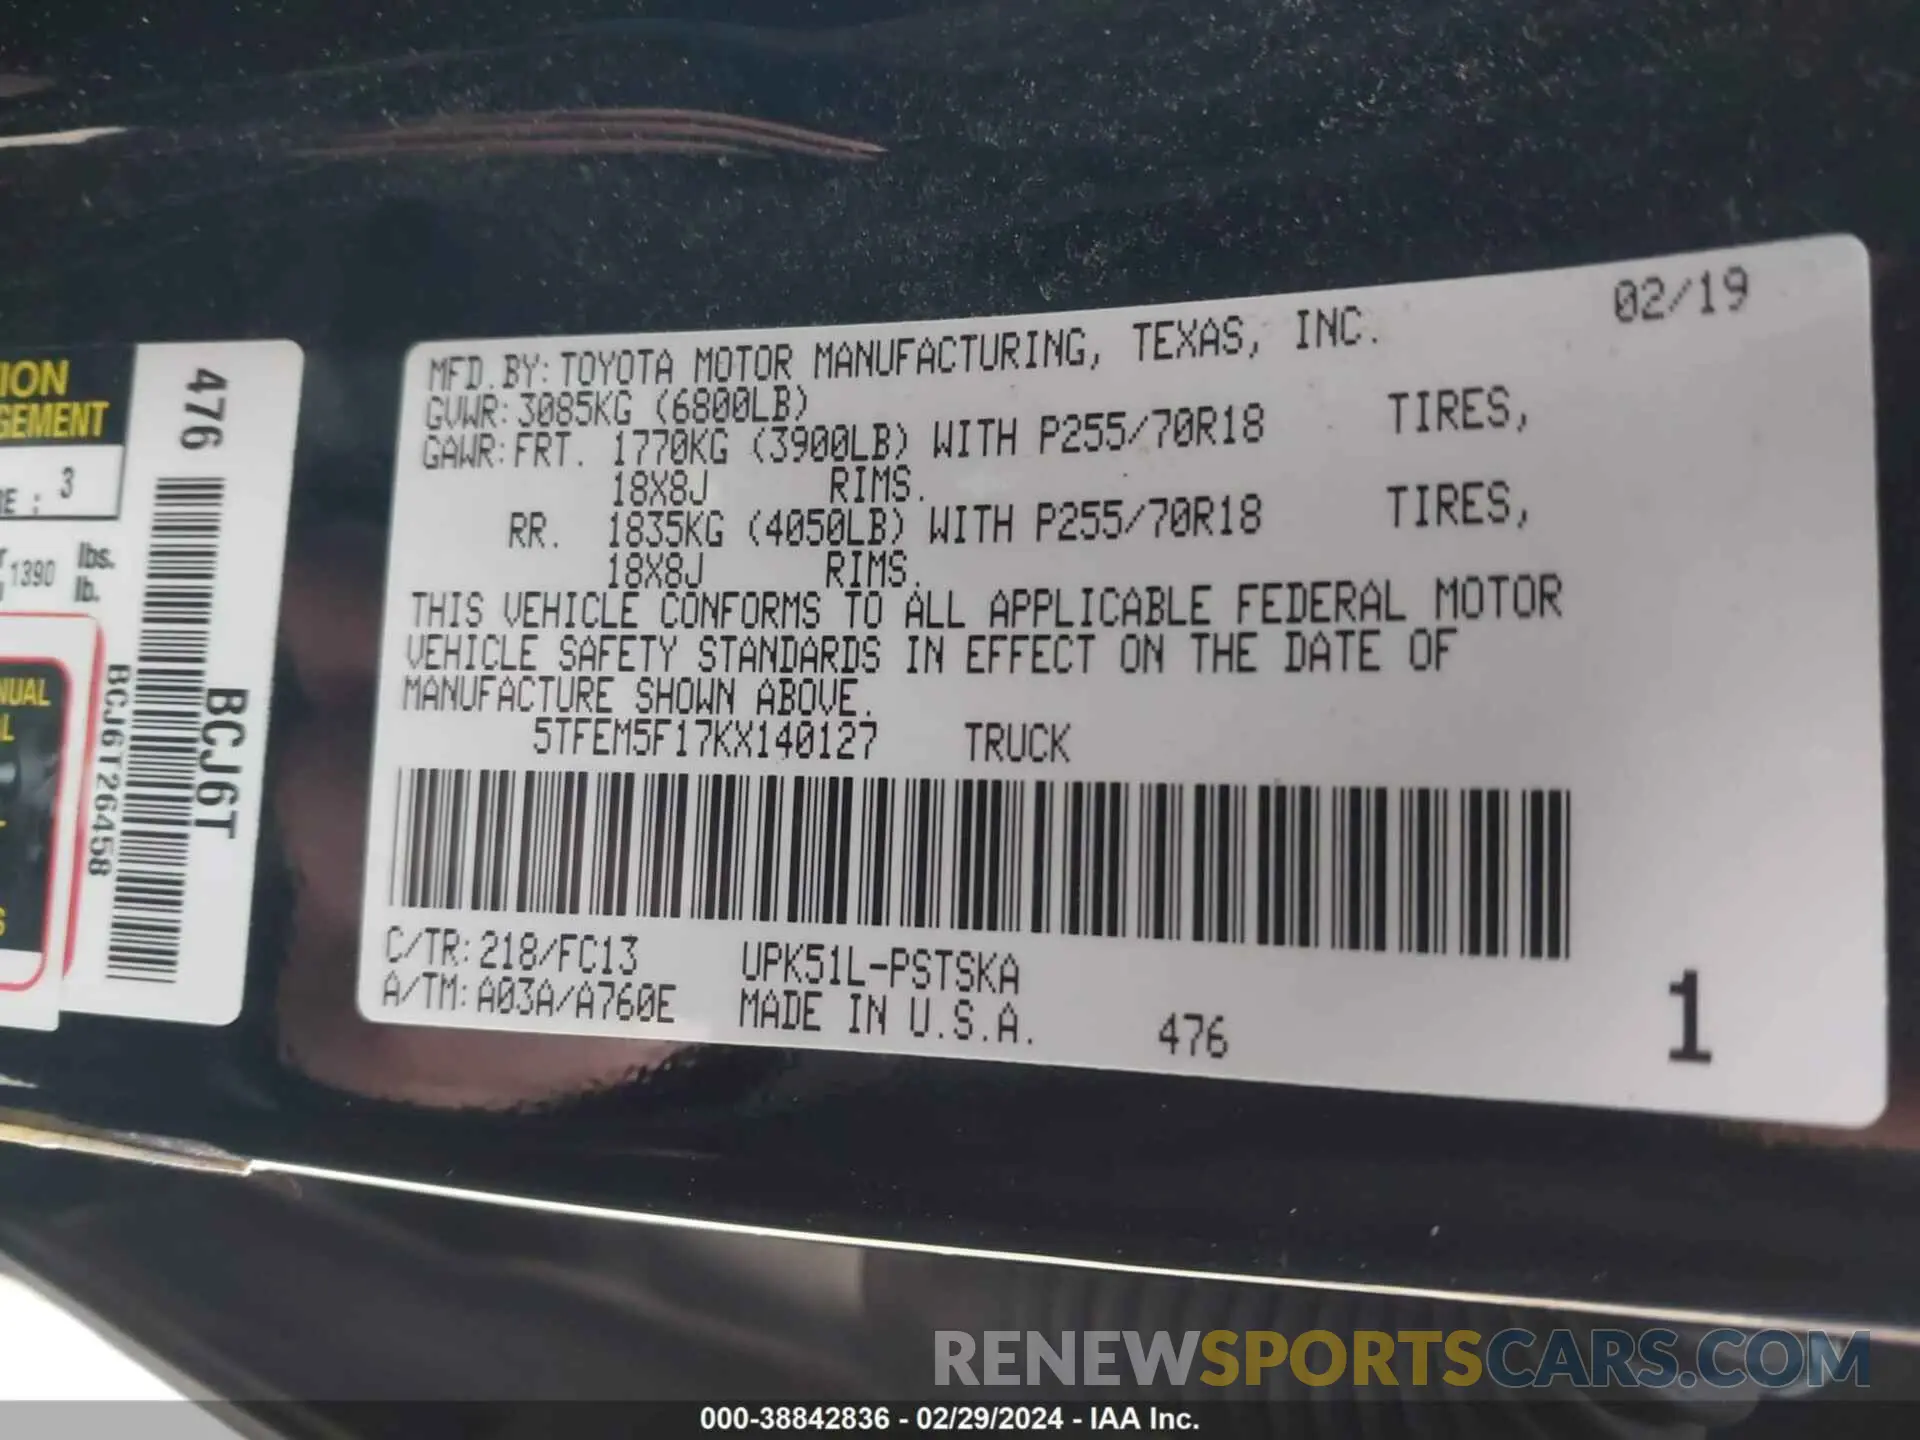 02/19
MFD.BY:TOYOTA MOTOR MANUFACTURING, TEXAS, INC.
GVWR:3085KG (6800LB)
GAWR:FRT. 1770KG (3900LB) WITH P255/70R18 TIRES,
18X8J RIMS.
RR. 1835KG (4050LB) WITH P255/70R18 TIRES,
18X8J RIMS.
THIS VEHICLE CONFORMS TO ALL APPLICABLE FEDERAL MOTOR
VEHICLE SAFETY STANDARDS IN EFFECT ON THE DATE OF
MANUFACTURE SHOWN ABOVE.
5TFEM5F17KX140127 TRUCK
C/TR:218/FC13 UPK51L-PSTSKA
A/TM:A03A/A760E MADE IN U.S.A. 476
1
476
BCJ6T
BCJ6T26458
3
1390 lbs.
lb.
RENEWSPORTSCARS.COM
000-38842836 - 02/29/2024 - IAA Inc.